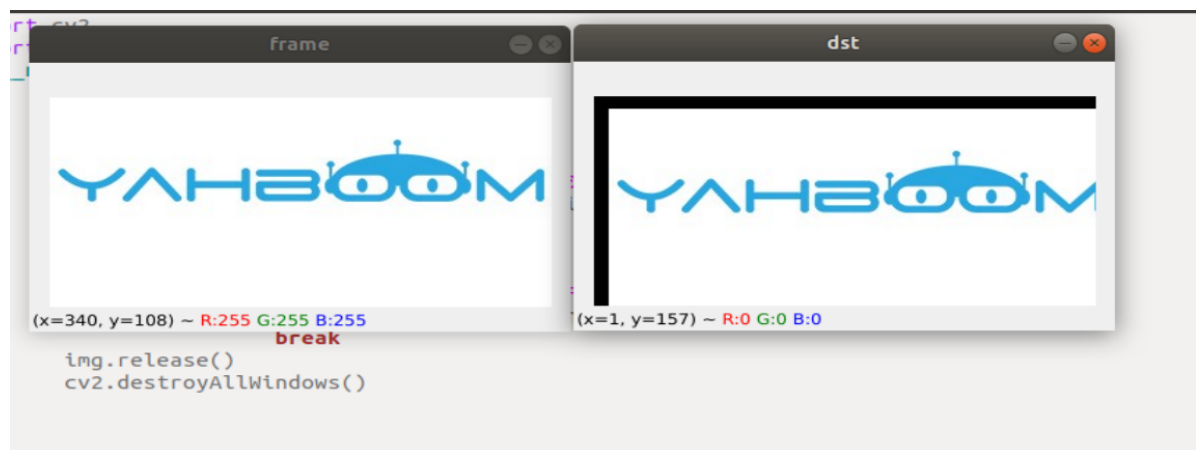 frame
dst
YAHBOOM
YAHBOOM
(x=340, y=108) ~ R:255 G:255 B:255
(x=1, y=157) ~ R:0 G:0 B:0
break
img.release()
cv2.destroyAllWindows()